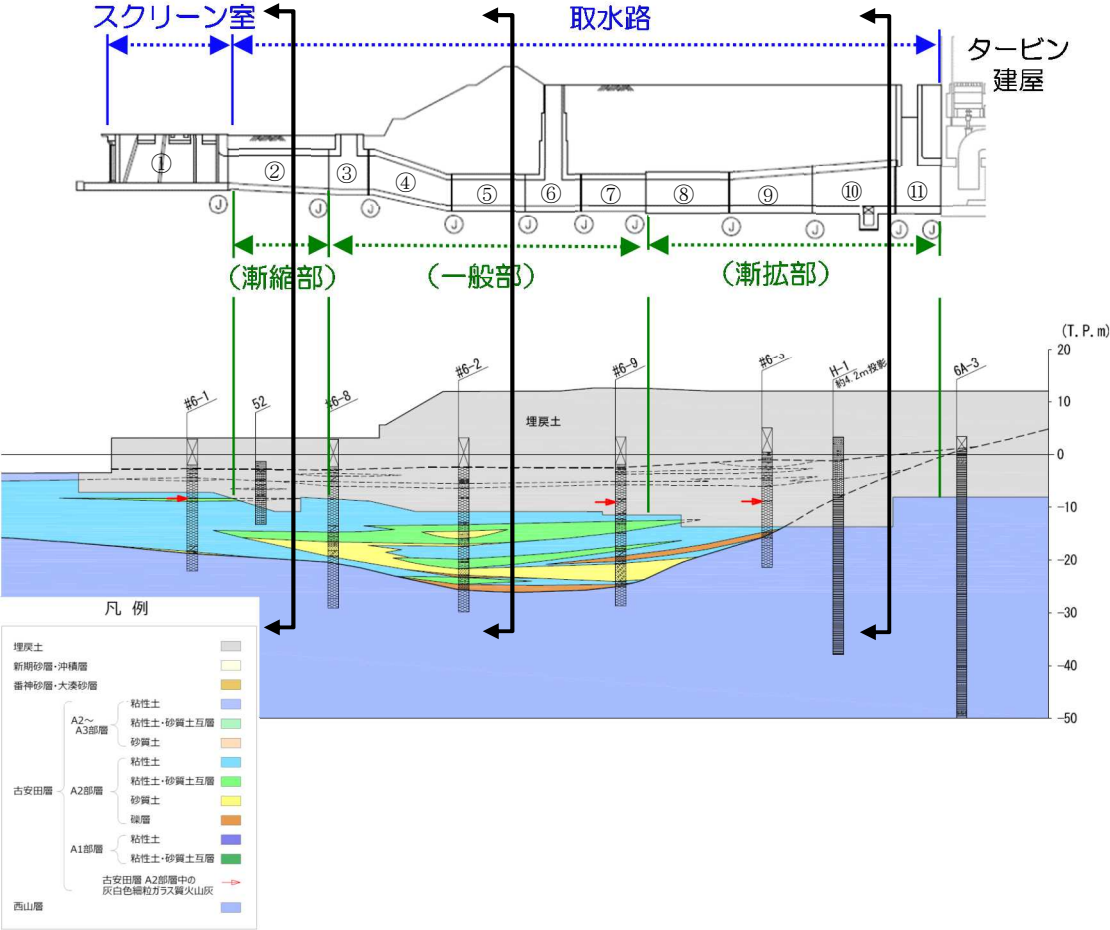 スクリーン室
取水路
タービン
建屋
①
②
③
④
⑤
⑥
⑦
⑧
⑨
⑩
⑪
J
J
J
J
J
J
J
J
J
J
(漸縮部)
(一般部)
(漸拡部)
(T.P.m)
20
10
0
-10
-20
-30
-40
-50
#6-1
52
#6-8
#6-2
#6-9
#6-3
H-1
約4.2m投影
6A-3
埋戻土
凡 例
埋戻土
新期砂層・沖積層
番神砂層・大湊砂層
古安田層
A2～
A3部層
粘性土
粘性土・砂質土互層
砂質土
A2部層
粘性土
粘性土・砂質土互層
砂質土
礫層
A1部層
粘性土
粘性土・砂質土互層
古安田層 A2部層中の
灰白色細粒ガラス質火山灰
西山層